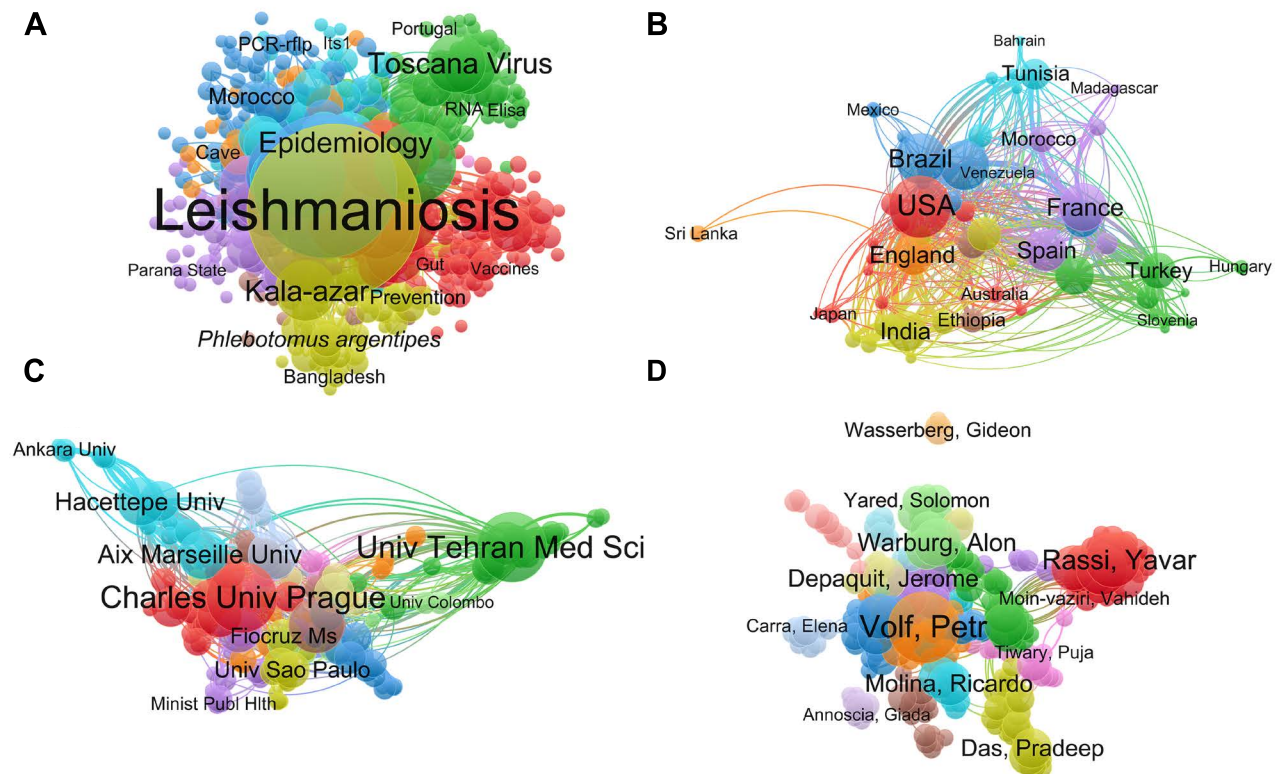 A
Portugal
PCR-rflp
Its1
Toscana Virus
Morocco
RNA
Elisa
Epidemiology
Cave
Leishmaniosis
Parana State
Gut
Vaccines
Kala-azar
Prevention
Phlebotomus argentipes
Bangladesh
B
Bahrain
Tunisia
Madagascar
Mexico
Morocco
Brazil
Venezuela
USA
France
Sri Lanka
Spain
England
Turkey
Hungary
Australia
Japan
Ethiopia
Slovenia
India
C
Ankara Univ
Hacettepe Univ
Aix Marseille Univ
Univ Tehran Med Sci
Charles Univ Prague
Univ Colombo
Fiocruz Ms
Univ Sao Paulo
Minist Publ Hlth
D
Wasserberg, Gideon
Yared, Solomon
Warburg, Alon
Rassi, Yavar
Depaquit, Jerome
Moin-vaziri, Vahideh
Carra, Elena
Volf, Petr
Tiwary, Puja
Molina, Ricardo
Annoscia, Giada
Das, Pradeep